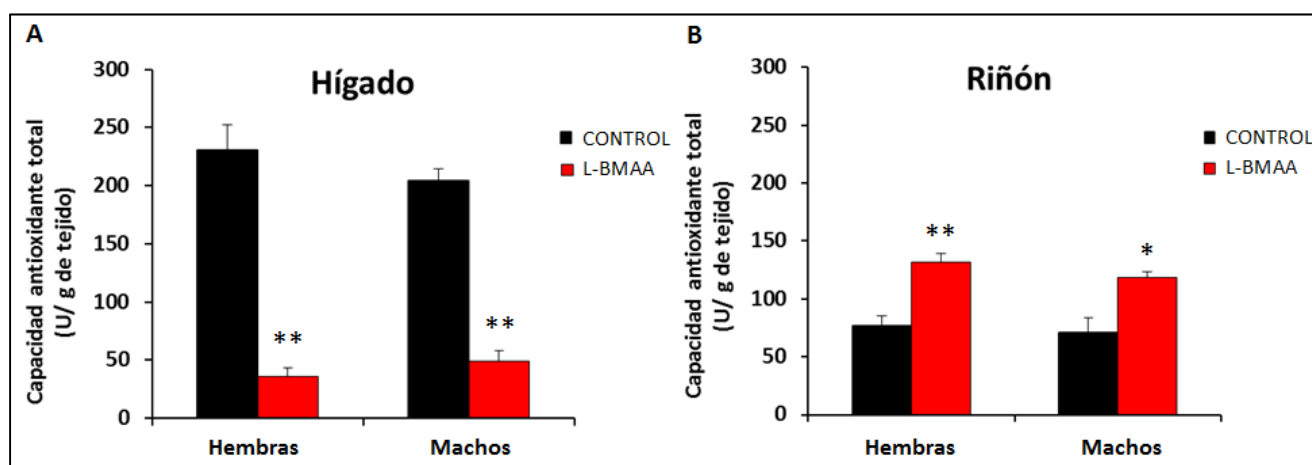 A
Hígado
Capacidad antioxidante total
(U/ g de tejido)
300
250
200
150
100
50
0
CONTROL
L-BMAA
**
**
Hembras
Machos
B
Riñón
Capacidad antioxidante total
(U/ g de tejido)
300
250
200
150
100
50
0
CONTROL
L-BMAA
**
*
Hembras
Machos